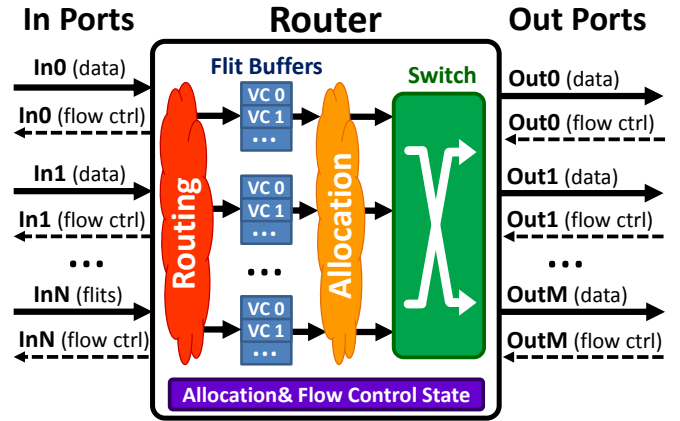 In Ports
Router
Out Ports
In0 (data)
In0 (flow ctrl)
In1 (data)
In1 (flow ctrl)
...
InN (flits)
InN (flow ctrl)
Routing
Flit Buffers
VC 0
VC 1
...
VC 0
VC 1
...
...
VC 0
VC 1
...
Allocation
Switch
Allocation& Flow Control State
Out0 (data)
Out0 (flow ctrl)
Out1 (data)
Out1 (flow ctrl)
...
OutM (data)
OutM (flow ctrl)